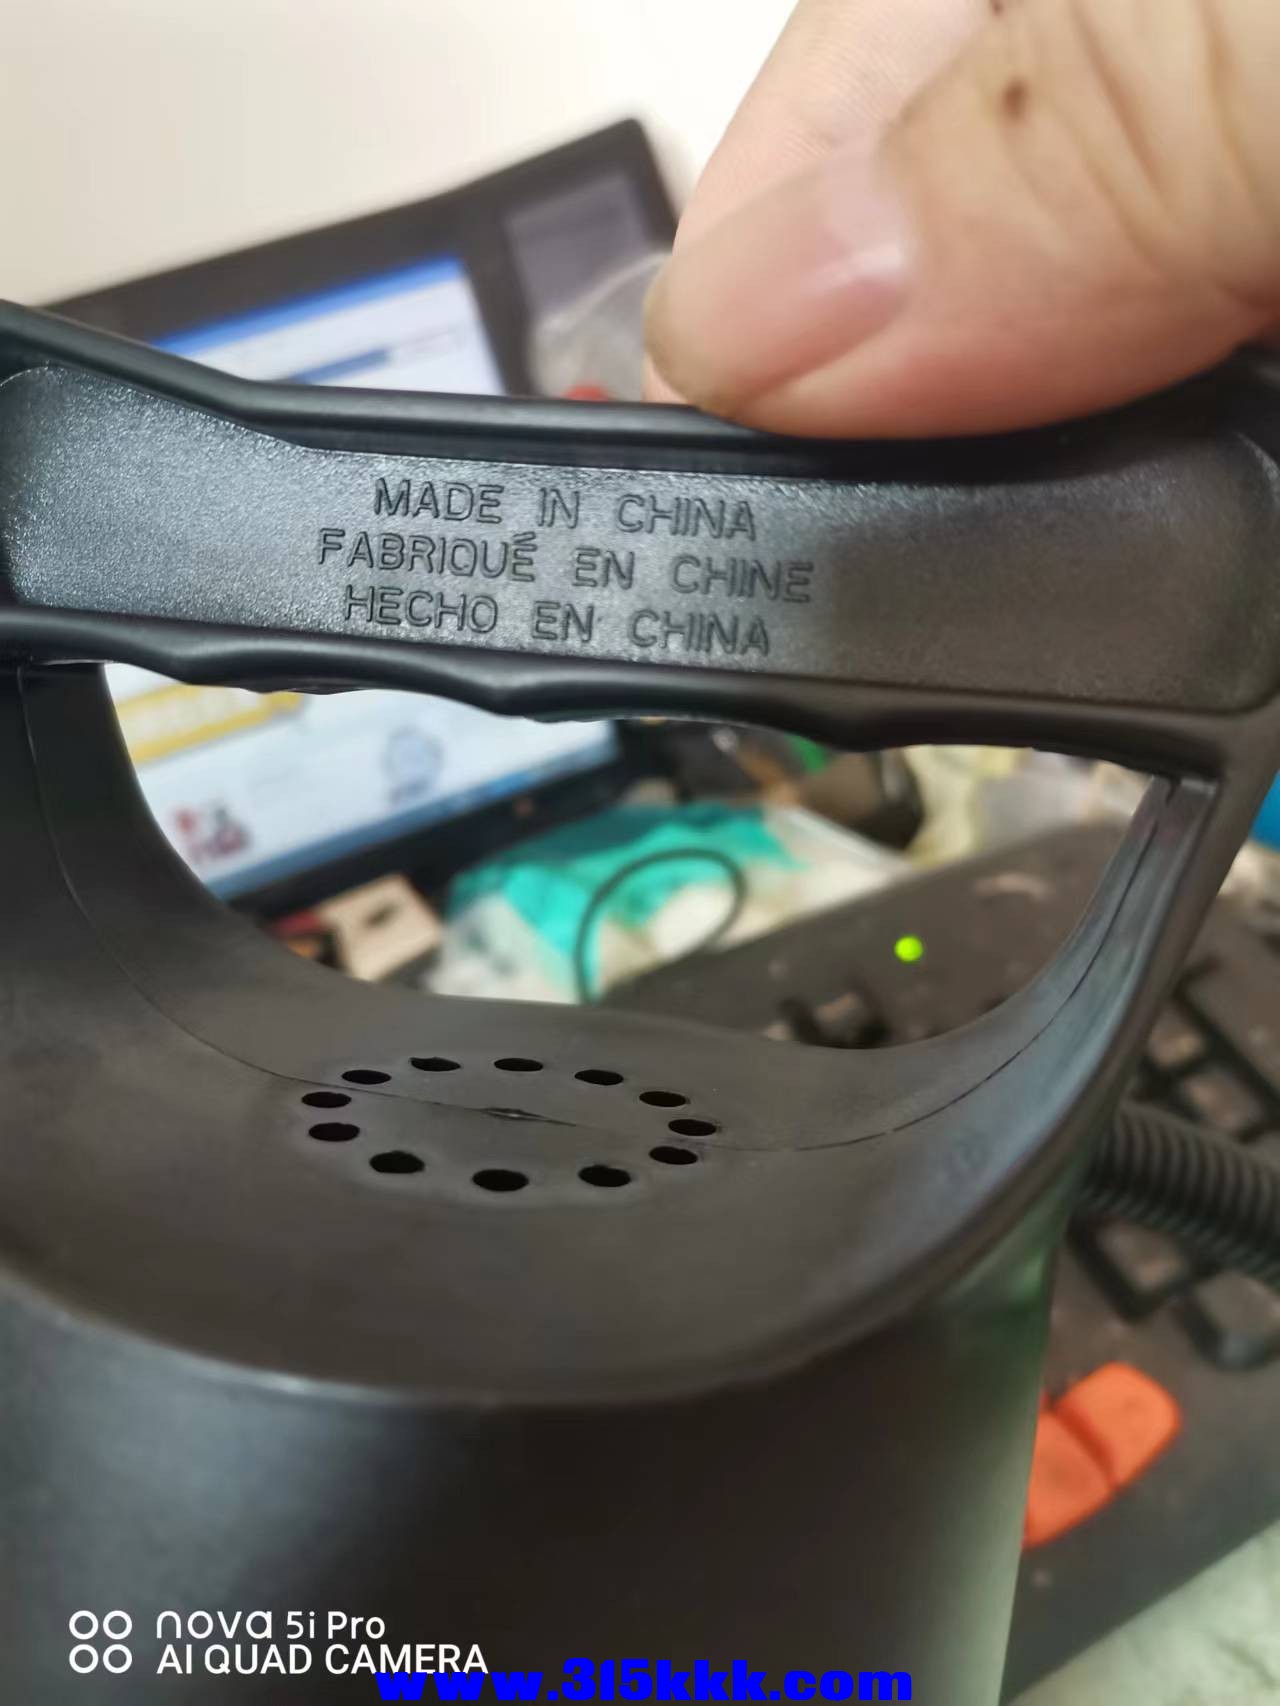 MADE IN CHINA
FABRIQUÉ EN CHINE
HECHO EN CHINA
nova 5i Pro
AI QUAD CAMERA
www.315kkk.com